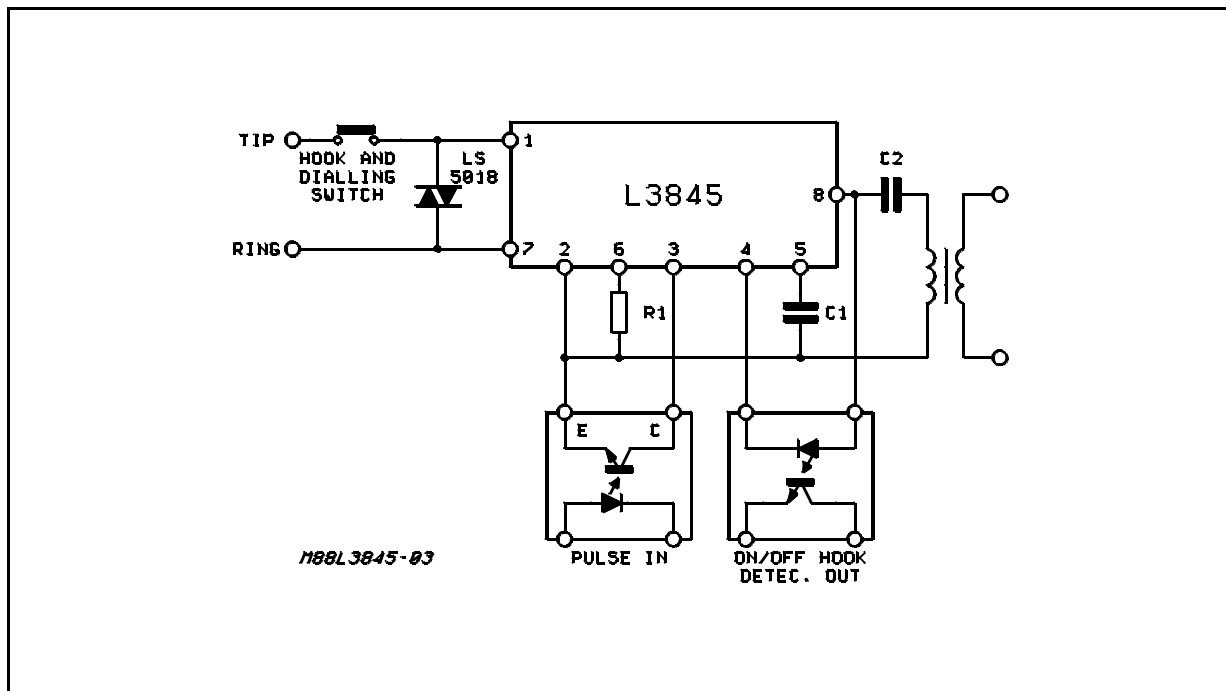 TIP
HOOK AND
DIALLING
SWITCH
LS
5018
RING
1
7
L3845
8
2
6
3
4
5
C2
R1
C1
E
C
PULSE IN
ON/OFF HOOK
DETEC. OUT
M88L3845-03